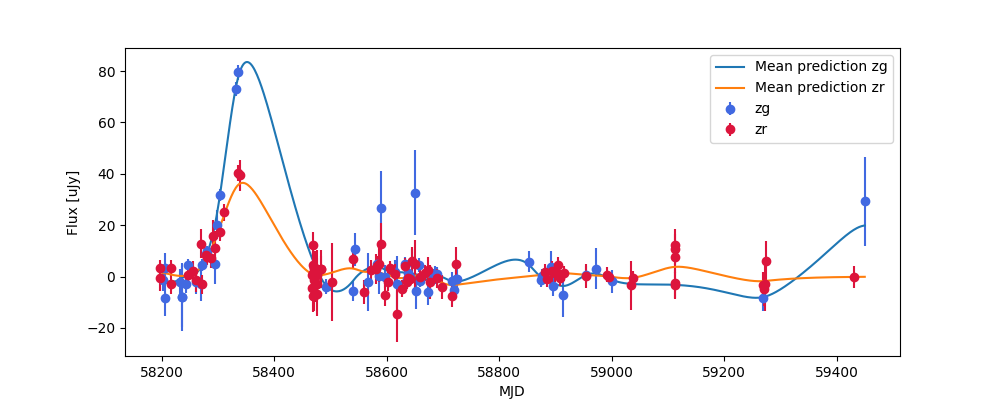 Mean prediction zg
Mean prediction zr
zg
zr
Flux [uJy]
80
60
40
20
0
−20
58200 58400 58600 58800 59000 59200 59400
MJD